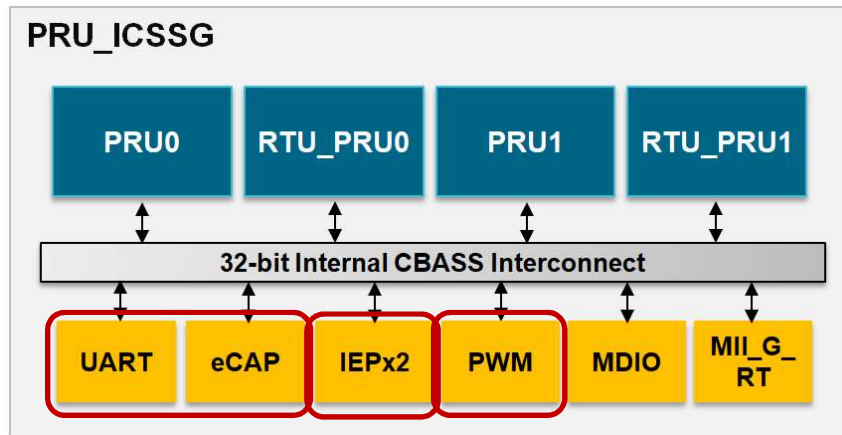 PRU_ICSSG
PRU0
RTU_PRU0
PRU1
RTU_PRU1
32-bit Internal CBASS Interconnect
UART
eCAP
IEPx2
PWM
MDIO
MII_G_
RT